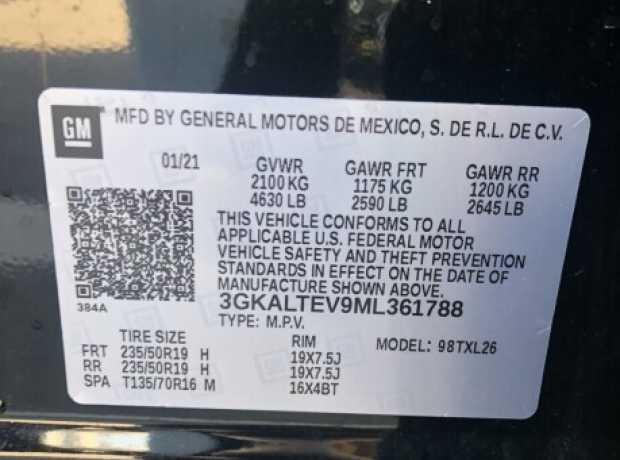 GM MFD BY GENERAL MOTORS DE MEXICO, S. DE R.L. DE C.V.
01/21 GVWR GAWR FRT GAWR RR
2100 KG 1175 KG 1200 KG
4630 LB 2590 LB 2645 LB
THIS VEHICLE CONFORMS TO ALL
APPLICABLE U.S. FEDERAL MOTOR
VEHICLE SAFETY AND THEFT PREVENTION
STANDARDS IN EFFECT ON THE DATE OF
MANUFACTURE SHOWN ABOVE.
384A 3GKALTEV9ML361788
TYPE: M.P.V.
TIRE SIZE RIM MODEL: 98TXL26
FRT 235/50R19 H 19X7.5J
RR 235/50R19 H 19X7.5J
SPA T135/70R16 M 16X4BT